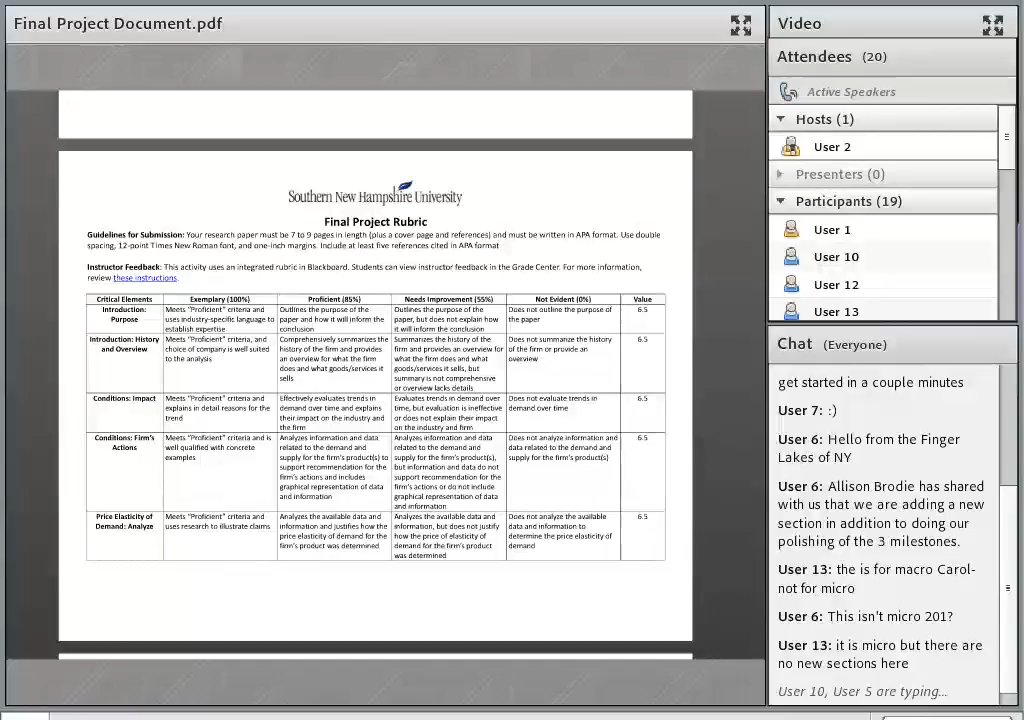 Final Project Document.pdf
Southern New Hampshire University
Final Project Rubric
Guidelines for Submission: Your research paper must be 7 to 9 pages in length (plus a cover page and references) and must be written in APA format. Use double
spacing, 12-point Times New Roman font, and one-inch margins. Include at least five references cited in APA format
Instructor Feedback: This activity uses an integrated rubric in Blackboard. Students can view instructor feedback in the Grade Center. For more information,
review these instructions.
Critical Elements Exemplary (100%) Proficient (85%) Needs Improvement (55%) Not Evident (0%) Value
Introduction:
Purpose
Meets “Proficient” criteria and
uses industry-specific language to
establish expertise
Outlines the purpose of the
paper and how it will inform the
conclusion
Outlines the purpose of the
paper, but does not explain how
it will inform the conclusion
Does not outline the purpose of
the paper
6.5
Introduction: History
and Overview
Meets “Proficient” criteria, and
choice of company is well suited
to the analysis
Comprehensively summarizes the
history of the firm and provides
an overview for what the firm
does and what goods/services it
sells
Summarizes the history of the
firm and provides an overview for
what the firm does and what
goods/services it sells, but
summary is not comprehensive
or overview lacks details
Does not summarize the history
of the firm or provide an
overview
6.5
Conditions: Impact
Meets “Proficient” criteria and
explains in detail reasons for the
trend
Effectively evaluates trends in
demand over time and explains
their impact on the industry and
the firm
Evaluates trends in demand over
time, but evaluation is ineffective
or does not explain their impact
on the industry and firm
Does not evaluate trends in
demand over time
6.5
Conditions: Firm’s
Actions
Meets “Proficient” criteria and is
well qualified with concrete
examples
Analyzes information and data
related to the demand and
supply for the firm’s product(s) to
support recommendation for the
firm’s actions and includes
graphical representation of data
and information
Analyzes information and data
related to the demand and
supply for the firm’s product(s),
but information and data do not
support recommendation for the
firm’s actions or do not include
graphical representation of data
and information
Does not analyze information and
data related to the demand and
supply for the firm’s product(s)
6.5
Price Elasticity of
Demand: Analyze
Meets “Proficient” criteria and
uses research to illustrate claims
Analyzes the available data and
information and justifies how the
price elasticity of demand for the
firm’s product was determined
Analyzes the available data and
information, but does not justify
how the price of elasticity of
demand for the firm’s product
was determined
Does not analyze the available
data and information to
determine the price elasticity of
demand
6.5
Video
Attendees (20)
Active Speakers
Hosts (1)
User 2
Presenters (0)
Participants (19)
User 1
User 10
User 12
User 13
Chat (Everyone)
get started in a couple minutes
User 7: :)
User 6: Hello from the Finger
Lakes of NY
User 6: Allison Brodie has shared
with us that we are adding a new
section in addition to doing our
polishing of the 3 milestones.
User 13: the is for macro Carol-
not for micro
User 6: This isn't micro 201?
User 13: it is micro but there are
no new sections here
User 10, User 5 are typing...